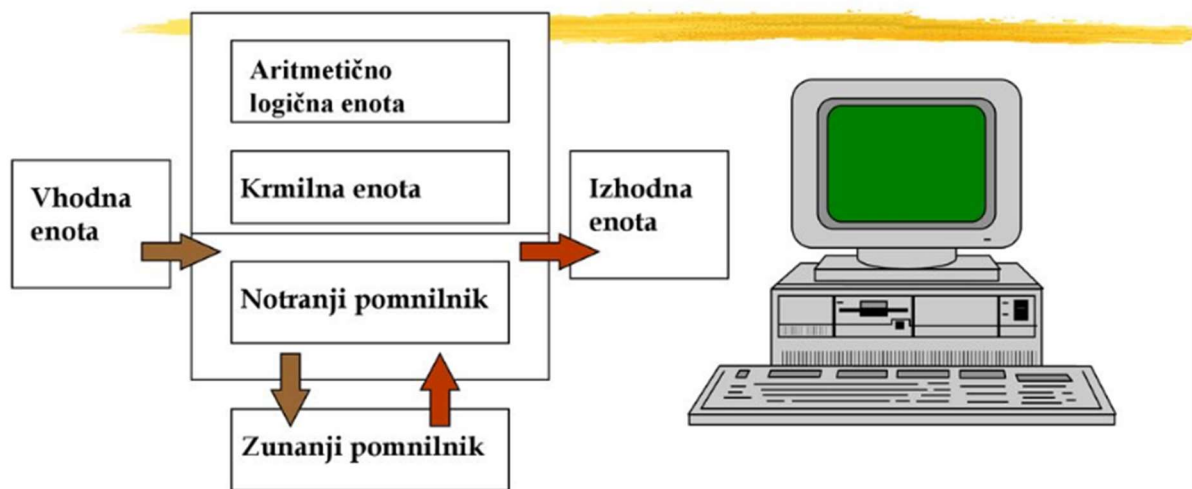 Aritmetično
logična enota
Vhodna
enota
Krmilna enota
Izhodna
enota
Notranji pomnilnik
Zunanji pomnilnik